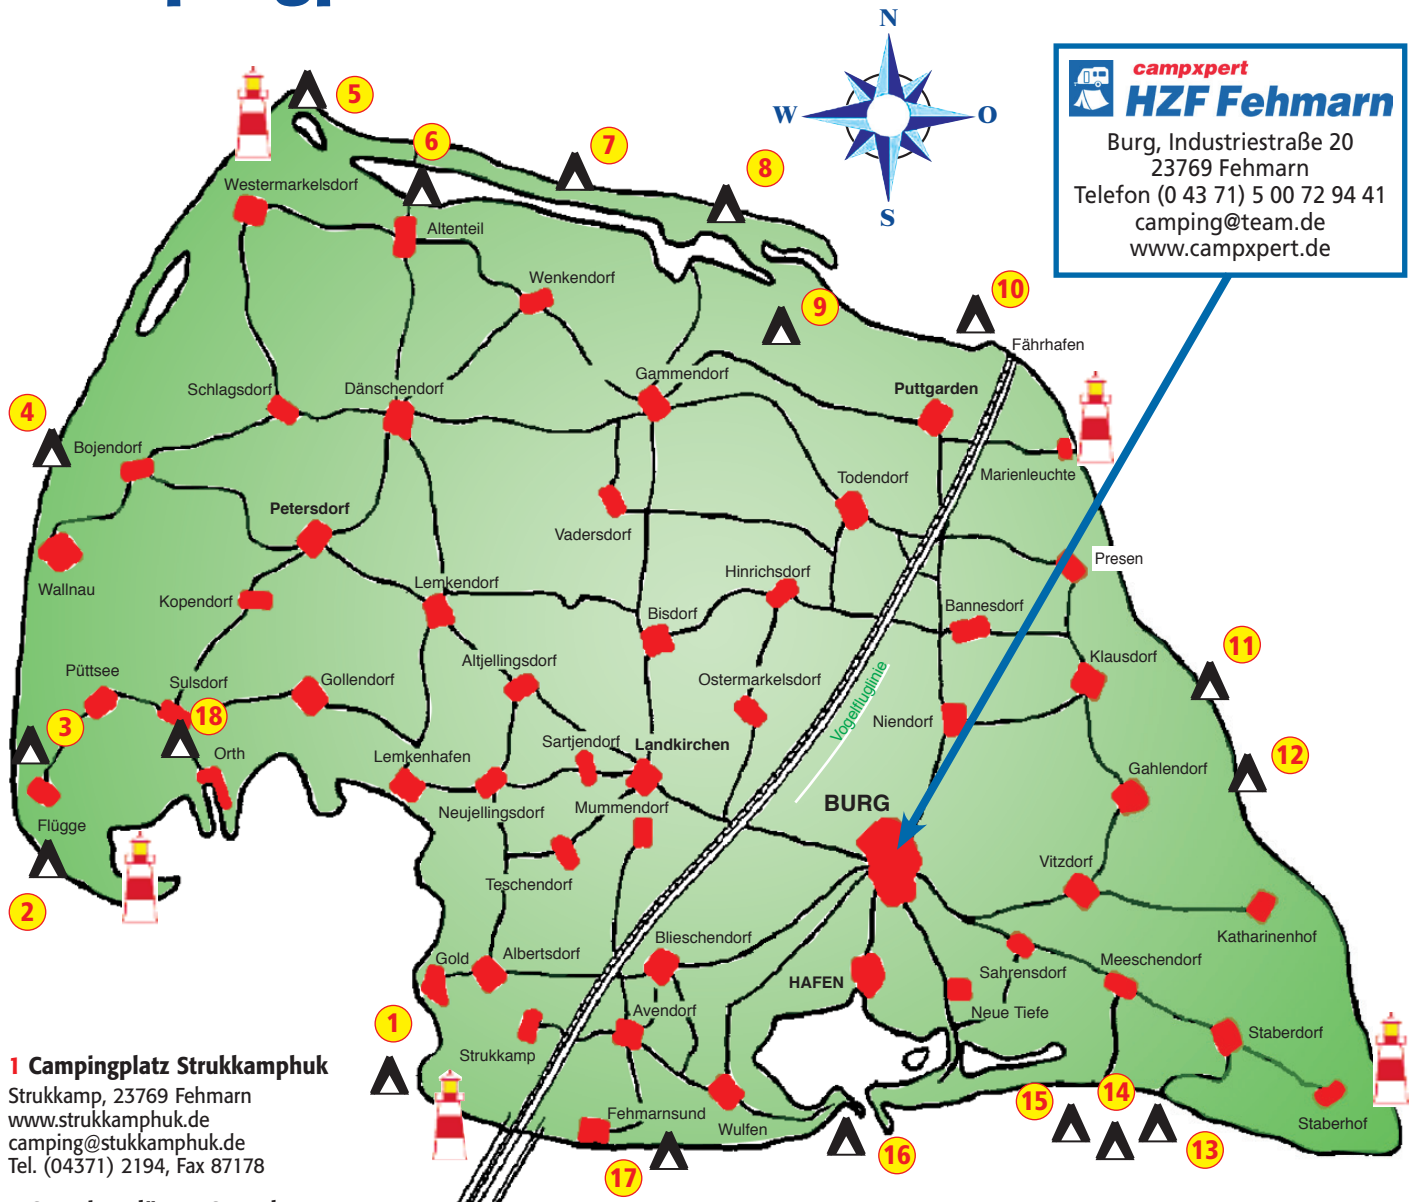 N
W
O
S
campxpert
HZF Fehmarn
Burg, Industriestraße 20
23769 Fehmarn
Telefon (0 43 71) 5 00 72 94 41
camping@team.de
www.campxpert.de
5
6
7
8
Westermarkelsdorf
Altenteil
Wenkendorf
9
10
Fährhafen
4
Schlagsdorf
Dänschendorf
Gammendorf
Puttgarden
Bojendorf
Marienleuchte
Todendorf
Petersdorf
Vadersdorf
Presen
Wallnau
Kopendorf
Lemkendorf
Hinrichsdorf
Bisdorf
Bannesdorf
11
Püttsee
Sulsdorf
Gollendorf
Altjellingsdorf
Ostermarkelsdorf
Klausdorf
Vogelfluglinie
3
18
Orth
Niendorf
Lemkenhafen
Sartjendorf
Landkirchen
12
Gahlendorf
Neujellingsdorf
Mummendorf
BURG
Flügge
Teschendorf
Vitzdorf
2
Katharinenhof
Gold
Albertsdorf
Blieschendorf
HAFEN
Sahrensdorf
Meeschendorf
Neue Tiefe
1
Strukkamp
Avendorf
Staberdorf
Fehmarnsund
Wulfen
15
14
Staberhof
17
16
13
1 Campingplatz Strukkamphuk
Strukkamp, 23769 Fehmarn
www.strukkamphuk.de
camping@stukkamphuk.de
Tel. (04371) 2194, Fax 87178